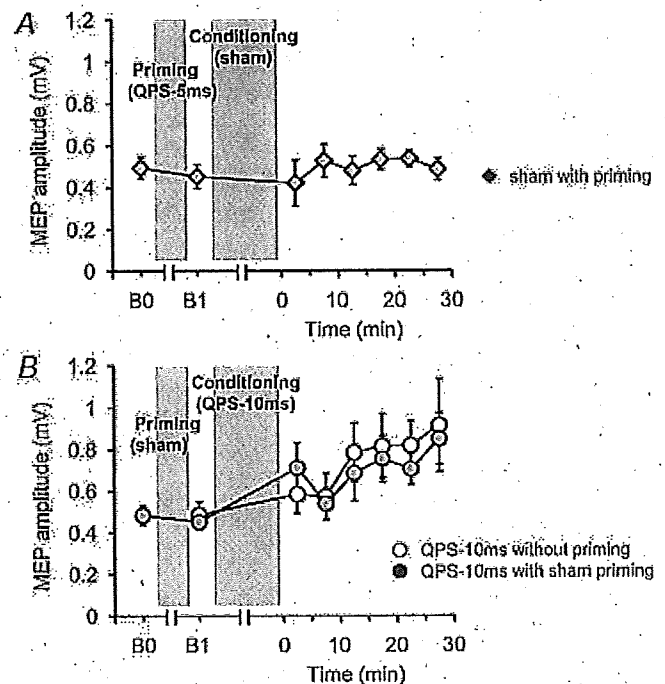 A
MEP amplitude (mV)
1.2
1
0.8
0.6
0.4
0.2
0
Priming
(QPS-5ms)
Conditioning
(sham)
sham with priming
B0
B1
0
10
20
30
Time (min)
B
MEP amplitude (mV)
1.2
1
0.8
0.6
0.4
0.2
0
Priming
(sham)
Conditioning
(QPS-10ms)
QPS-10ms without priming
QPS-10ms with sham priming
B0
B1
0
10
20
30
Time (min)